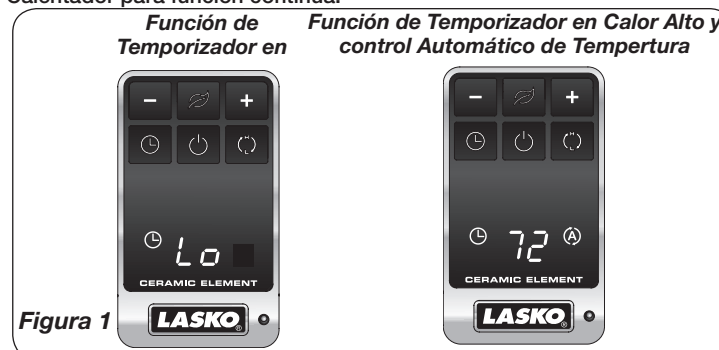 Calentador para función continua.
Función de
Temporizador en
Función de Temporizador en Calor Alto y
control Automático de Tempertura
- +
H
L
Lo
CERAMIC ELEMENT
LASKO®
- +
H
L
72 A
CERAMIC ELEMENT
LASKO®
Figura 1